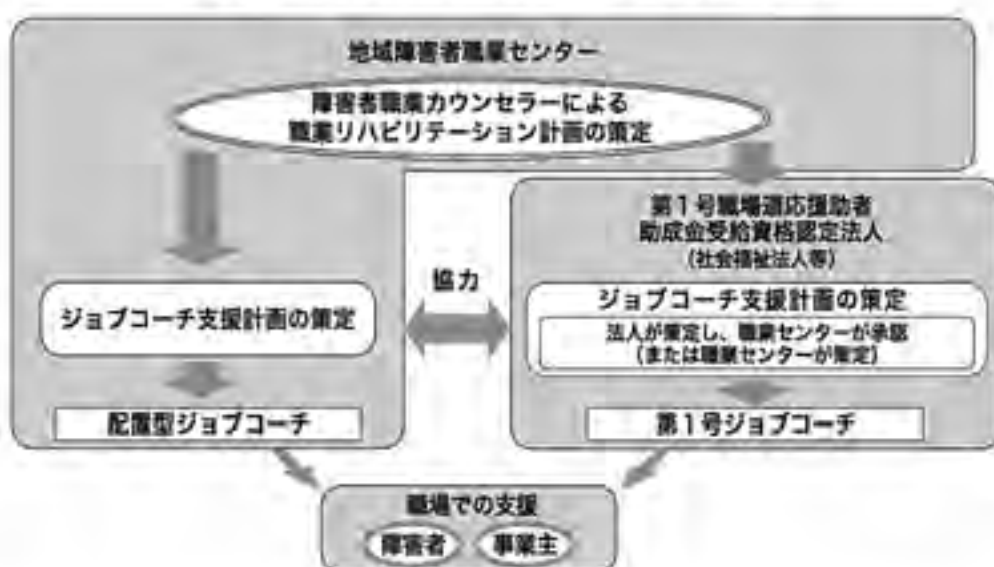 地域障害者職業センター
障害者職業カウンセラーによる
職業リハビリテーション計画の策定
第1号職場適応援助者
助成金受給資格認定法人
(社会福祉法人等)
協力
ジョブコーチ支援計画の策定
ジョブコーチ支援計画の策定
法人が策定し、職業センターが承認
(または職業センターが策定)
配置型ジョブコーチ
第1号ジョブコーチ
職場での支援
障害者
事業主